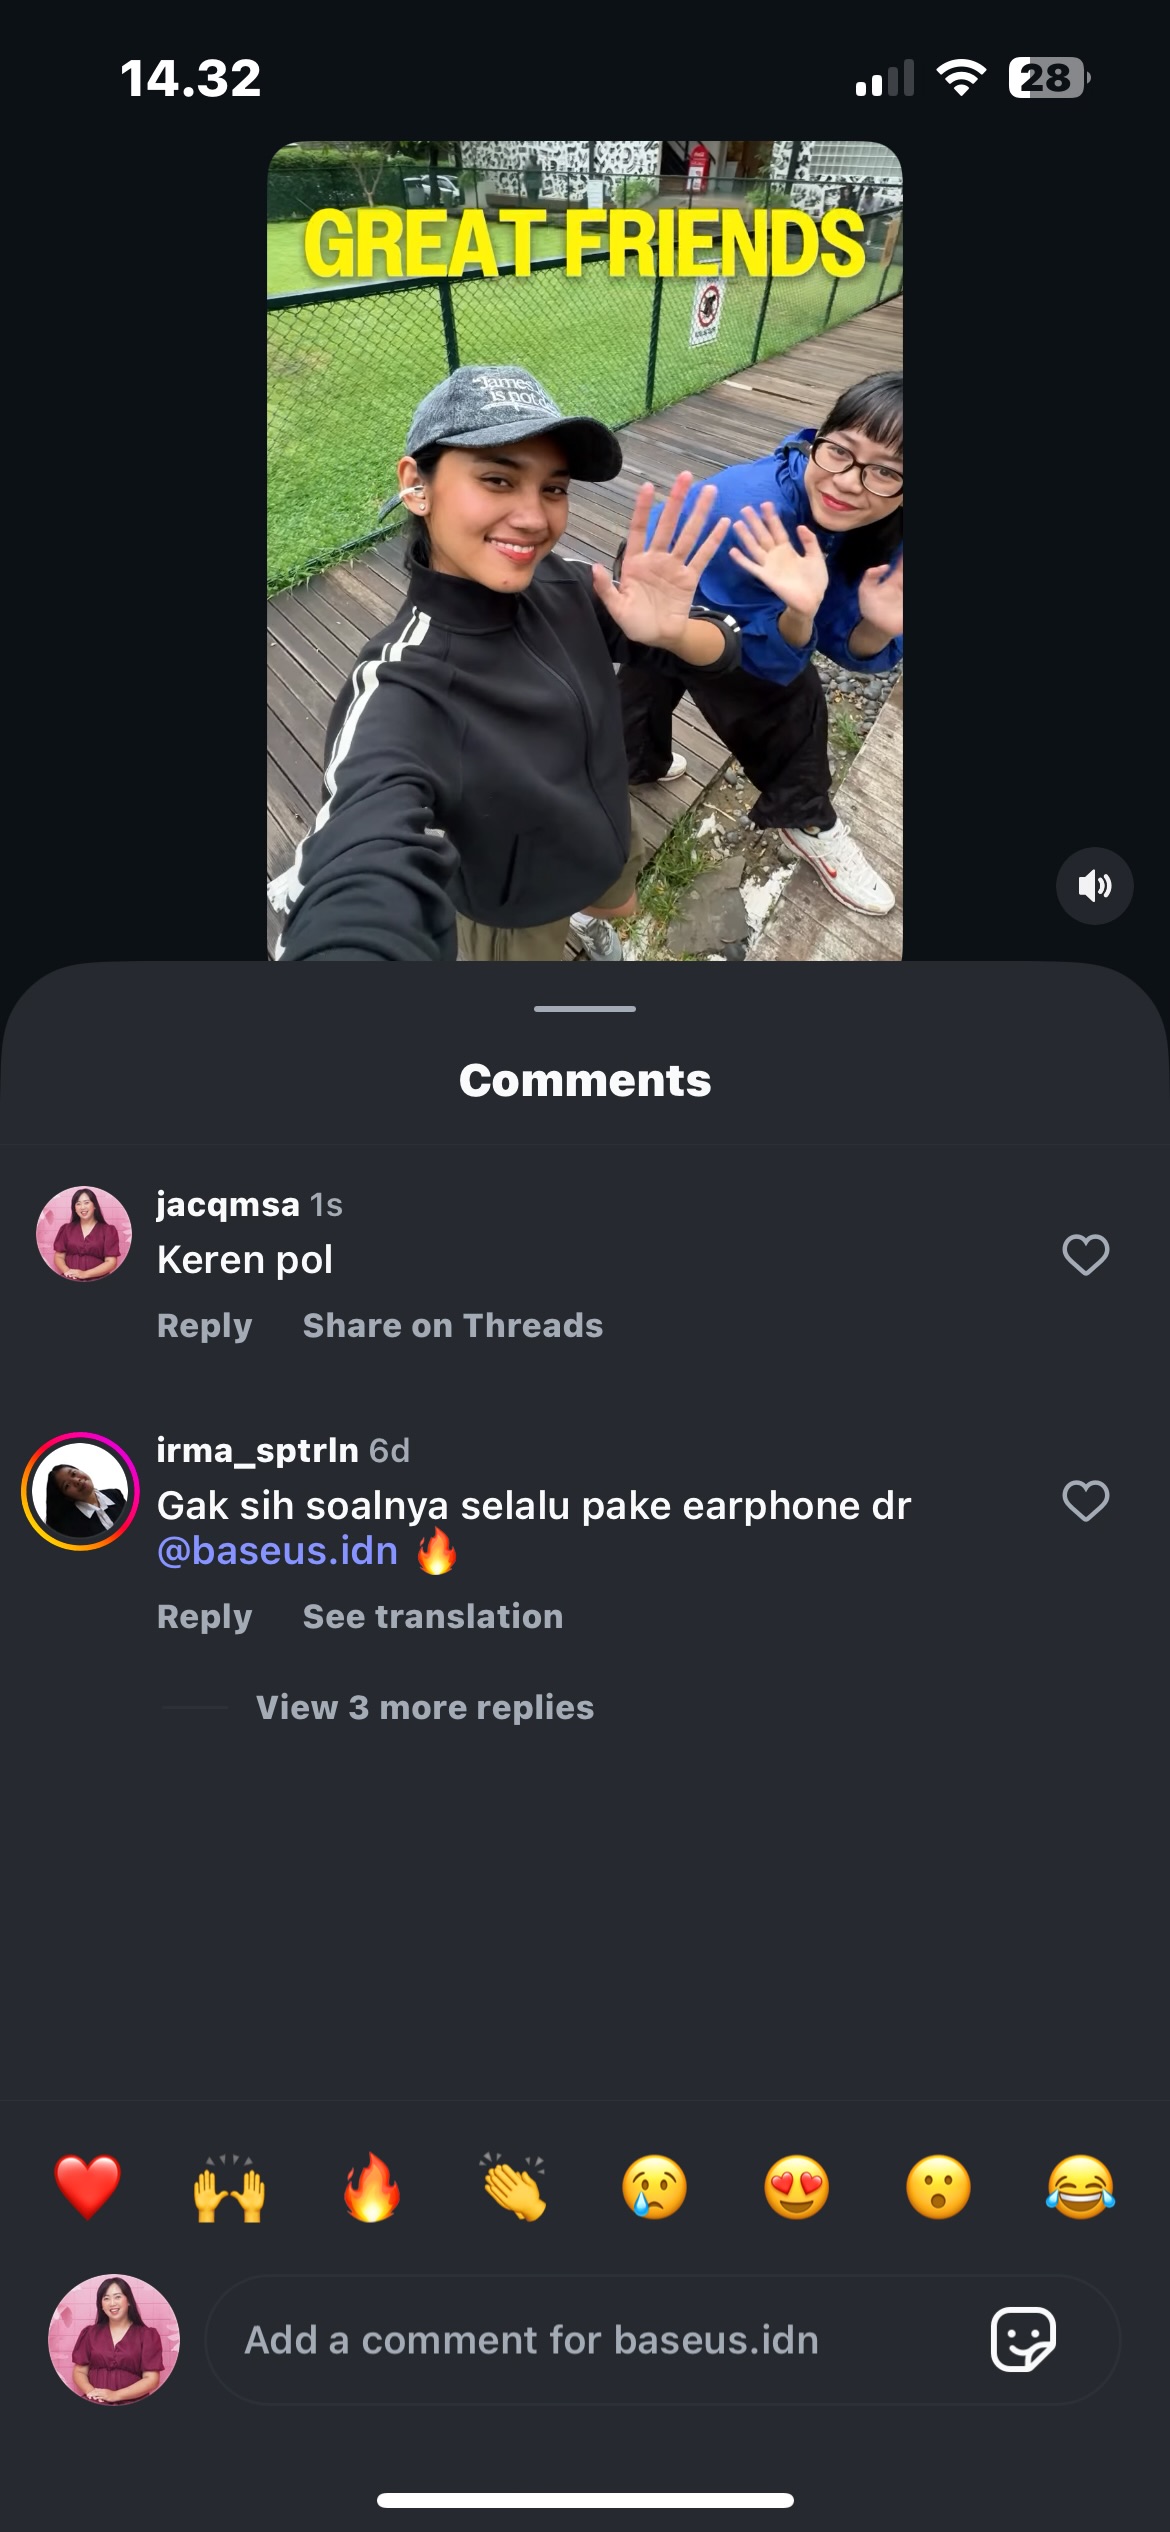 14.32
28
GREAT FRIENDS
James
is not
Comments
jacqmsa 1s
Keren pol
Reply Share on Threads
irma_sptrln 6d
Gak sih soalnya selalu pake earphone dr
@baseus.idn 🔥
Reply See translation
View 3 more replies
❤️ 🙌 🔥 👏 😢 😍 😮 😂
Add a comment for baseus.idn